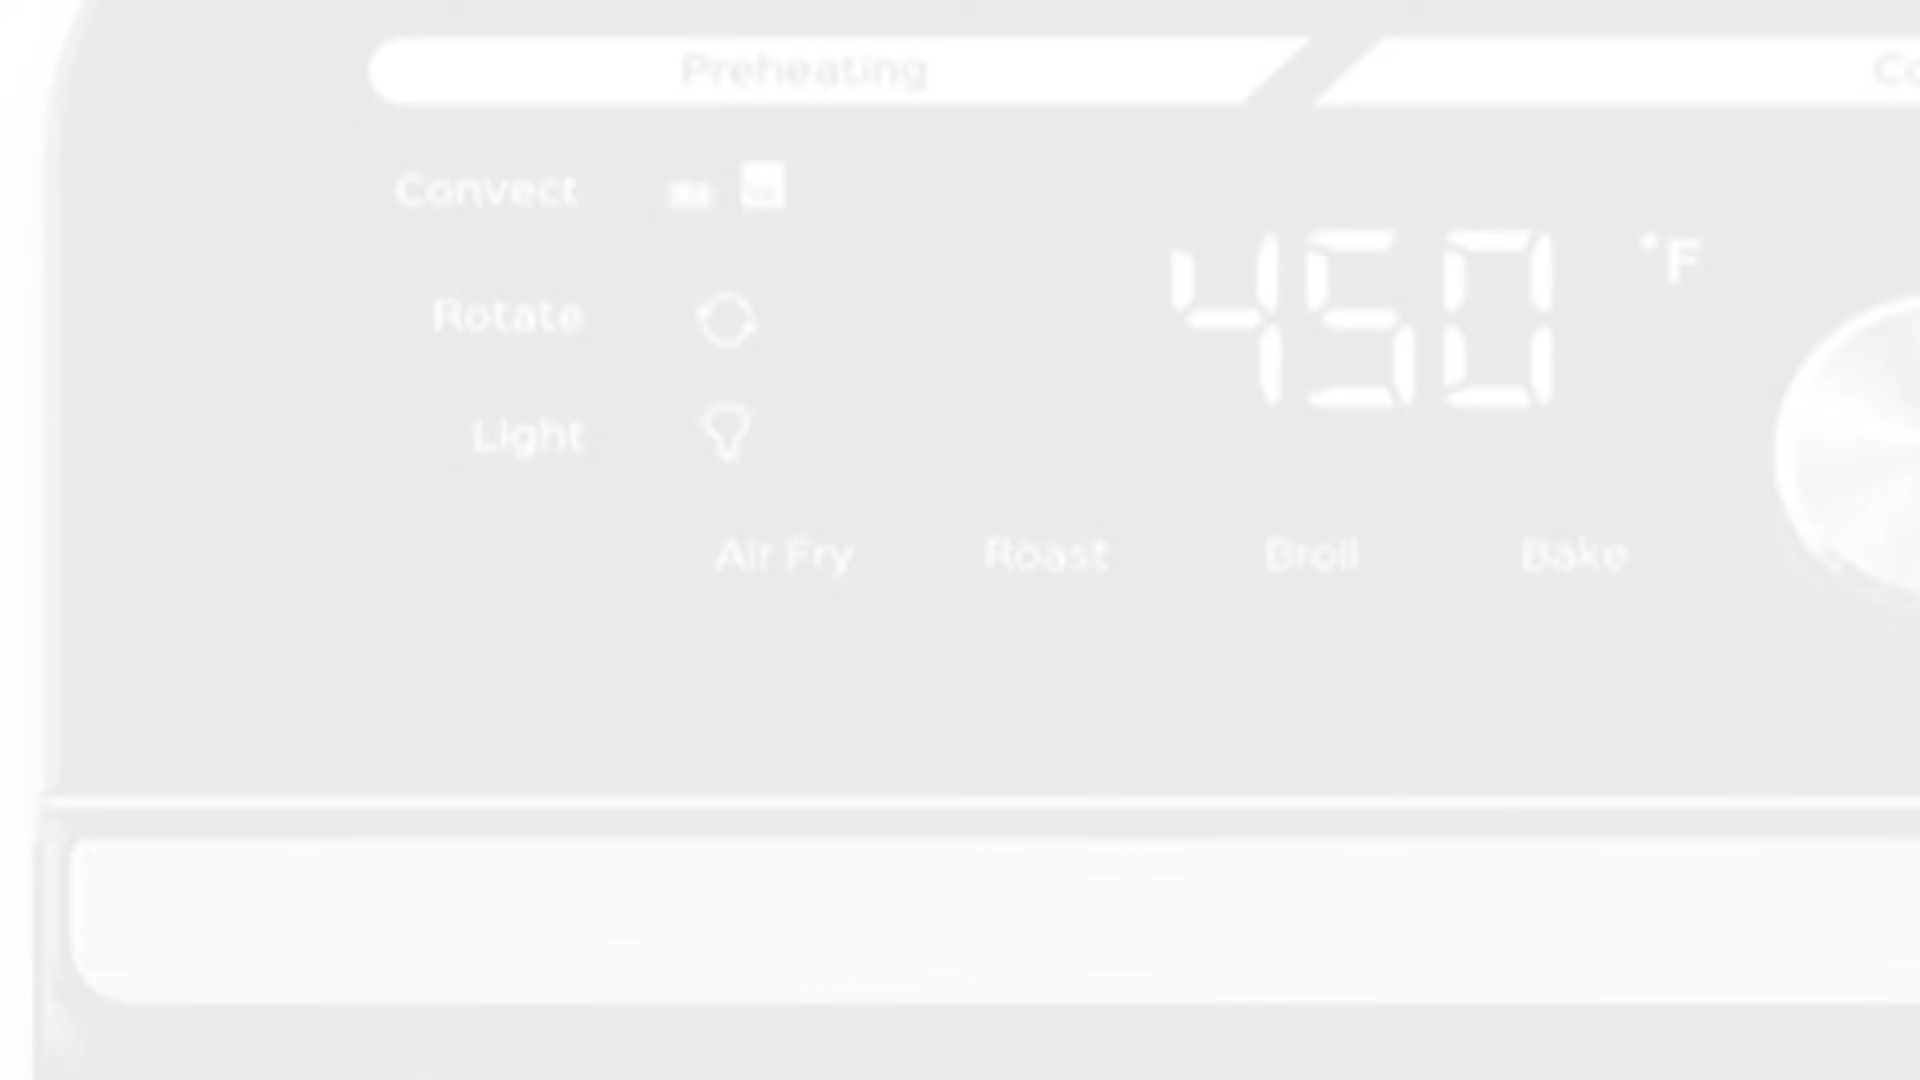 Preheating
Convect
450 °F
Rotate
Light
Air Fry Roast Broil Bake